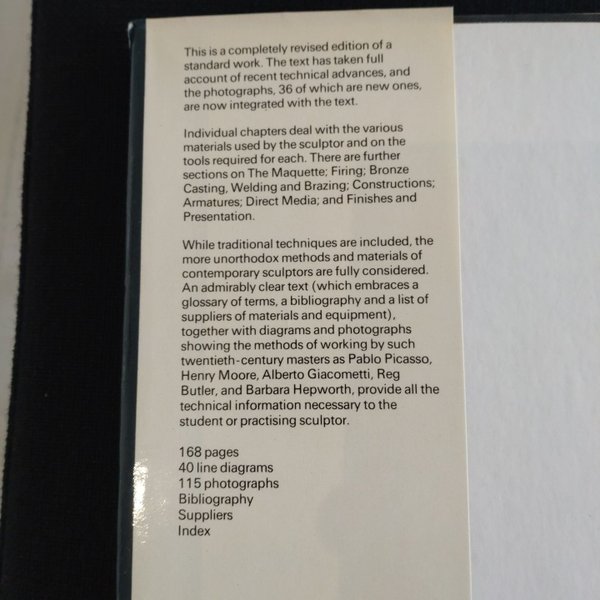 This is a completely revised edition of a
standard work. The text has taken full
account of recent technical advances, and
the photographs, 36 of which are new ones,
are now integrated with the text.
Individual chapters deal with the various
materials used by the sculptor and on the
tools required for each. There are further
sections on The Maquette; Firing; Bronze
Casting, Welding and Brazing; Constructions;
Armatures; Direct Media; and Finishes and
Presentation.
While traditional techniques are included, the
more unorthodox methods and materials of
contemporary sculptors are fully considered.
An admirably clear text (which embraces a
glossary of terms, a bibliography and a list of
suppliers of materials and equipment),
together with diagrams and photographs
showing the methods of working by such
twentieth-century masters as Pablo Picasso,
Henry Moore, Alberto Giacometti, Reg
Butler, and Barbara Hepworth, provide all the
technical information necessary to the
student or practising sculptor.
168 pages
40 line diagrams
115 photographs
Bibliography
Suppliers
Index